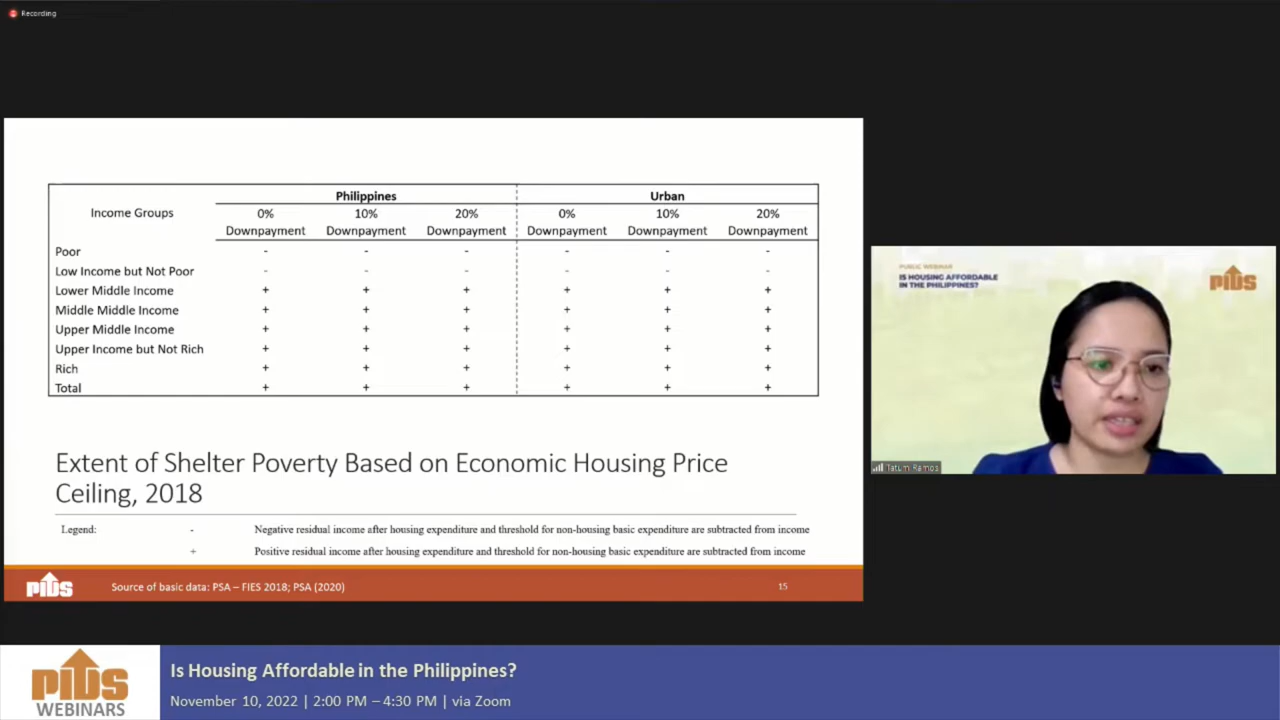 Recording
Philippines Urban
Income Groups 0% 10% 20% 0% 10% 20%
Downpayment Downpayment Downpayment Downpayment Downpayment Downpayment
Poor - - - - - -
Low Income but Not Poor - - - - - -
Lower Middle Income + + + + + +
Middle Middle Income + + + + + +
Upper Middle Income + + + + + +
Upper Income but Not Rich + + + + + +
Rich + + + + + +
Total + + + + + +
Extent of Shelter Poverty Based on Economic Housing Price
Ceiling, 2018
Legend: - Negative residual income after housing expenditure and threshold for non-housing basic expenditure are subtracted from income
+ Positive residual income after housing expenditure and threshold for non-housing basic expenditure are subtracted from income
PIDS Source of basic data: PSA – FIES 2018; PSA (2020) 15
PUBLIC WEBINAR
IS HOUSING AFFORDABLE
IN THE PHILIPPINES?
PIDS
Tatum Ramos
PIDS
WEBINARS
Is Housing Affordable in the Philippines?
November 10, 2022 | 2:00 PM – 4:30 PM | via Zoom